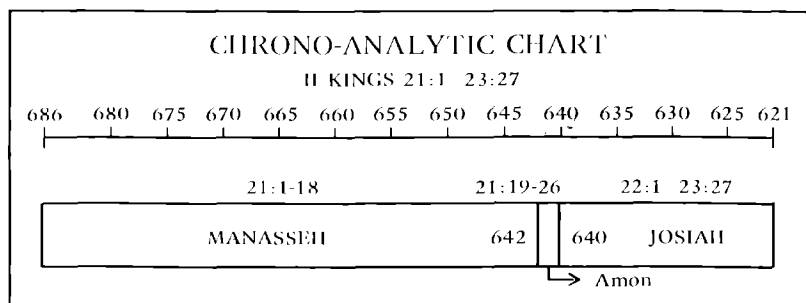 CHRONO-ANALYTIC CHART
II KINGS 21:1 23:27
686 680 675 670 665 660 655 650 645 640 635 630 625 621
21:1-18 21:19-26 22:1 23:27
MANASSEH 642 640 JOSIAH
Amon